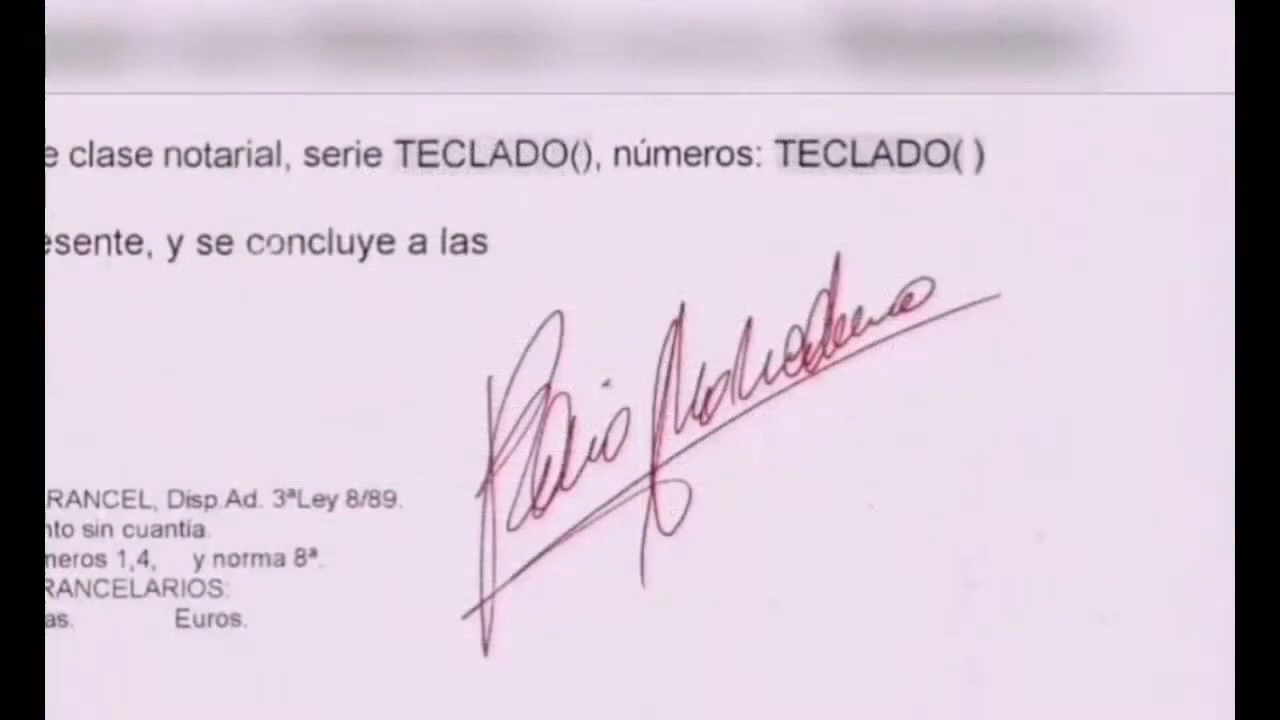 e clase notarial, serie TECLADO(), números: TECLADO( )
esente, y se concluye a las
RANCEL, Disp.Ad. 3ªLey 8/89.
nto sin cuantía.
neros 1,4, y norma 8ª.
RANCELARIOS:
as. Euros.